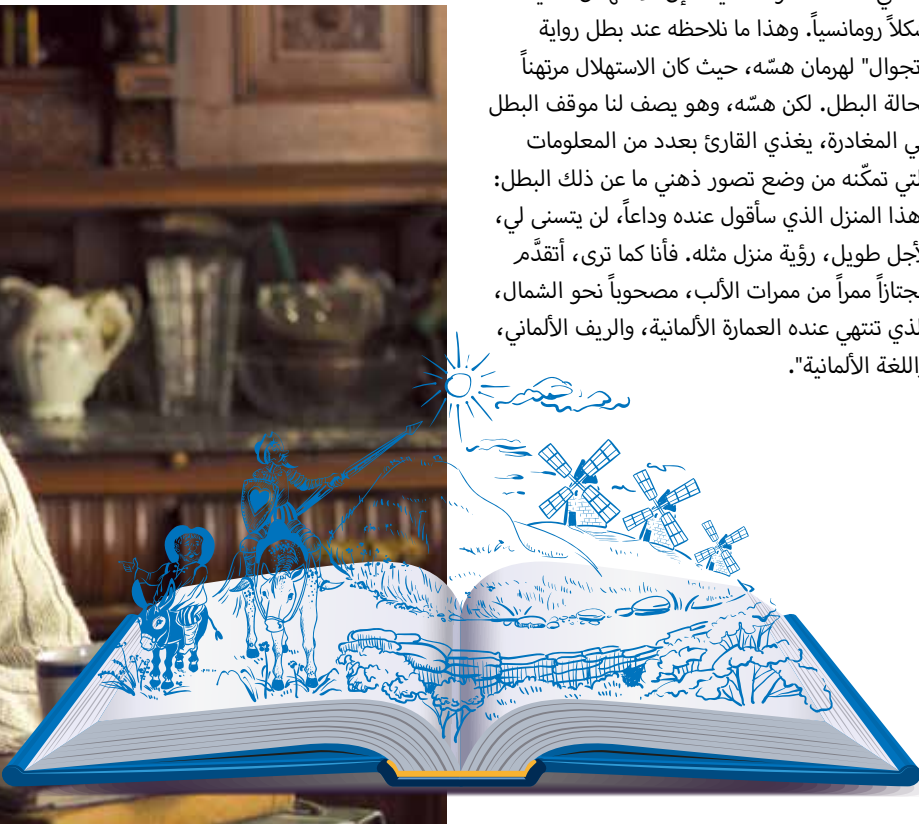 شكلاً رومانسياً. وهذا ما نلاحظه عند بطل رواية
تجوال" لهرمان هسّه، حيث كان الاستهلال مرتهناً
حالة البطل. لكن هسّه، وهو يصف لنا موقف البطل
في المغادرة، يغذي القارئ بعدد من المعلومات
التي تمكّنه من وضع تصور ذهني ما عن ذلك البطل:
هذا المنزل الذي سأقول عنده وداعاً، لن يتسنى لي،
لأجل طويل، رؤية منزل مثله. فأنا كما ترى، أتقدَّم
مجتازاً ممراً من ممرات الألب، مصحوباً نحو الشمال،
الذي تنتهي عنده العمارة الألمانية، والريف الألماني،
واللغة الألمانية".